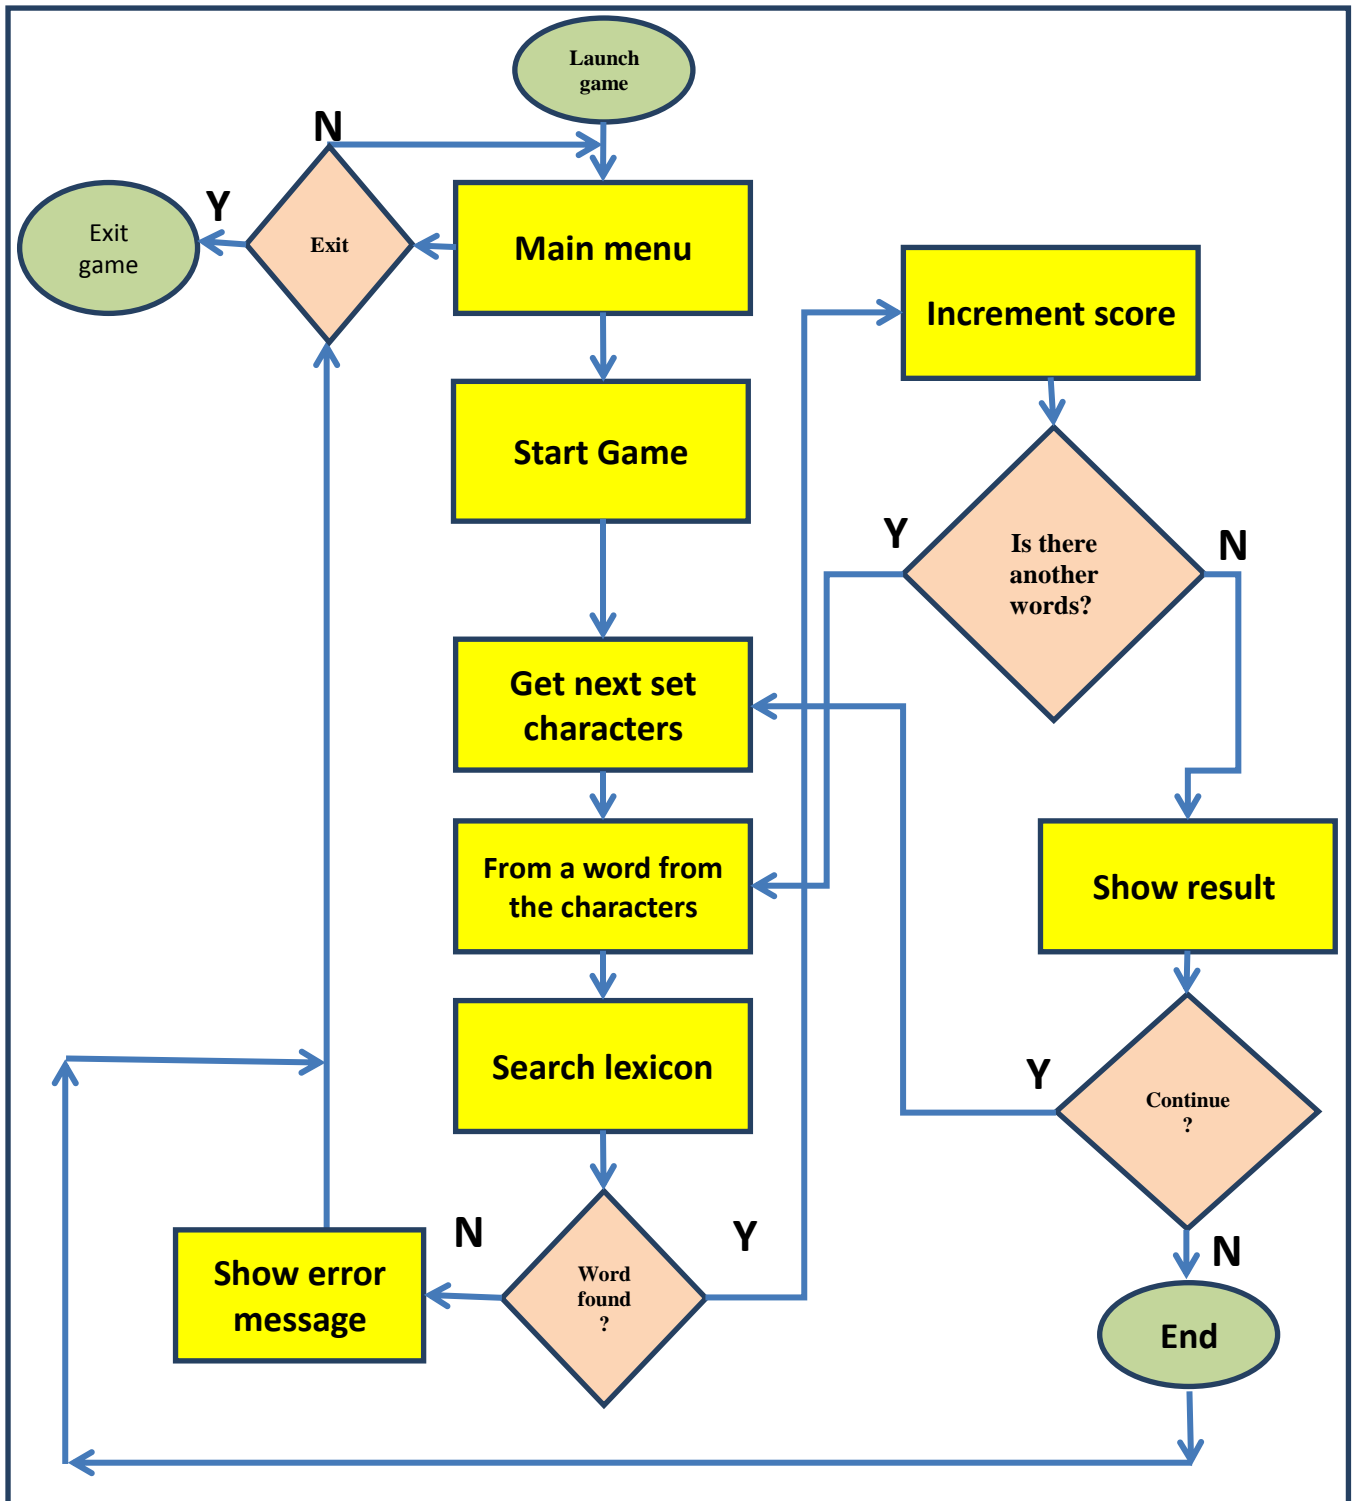 Launch
game
N
Y
Exit
game
Exit
Main menu
Increment score
Start Game
Y
Is there
another
words?
N
Get next set
characters
From a word from
the characters
Show result
Search lexicon
Y
Continue
?
N
Y
Show error
message
Word
found
?
N
End